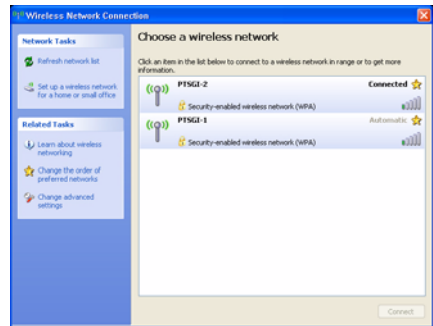 Wireless Network Connection
Network Tasks
Refresh network list
Set up a wireless network
for a home or small office
Related Tasks
Learn about wireless
networking
Change the order of
preferred networks
Change advanced
settings
Choose a wireless network
Click an item in the list below to connect to a wireless network in range or to get more
information.
PTSGI-2 Connected
Security-enabled wireless network (WPA)
PTSGI-1 Automatic
Security-enabled wireless network (WPA)
Connect